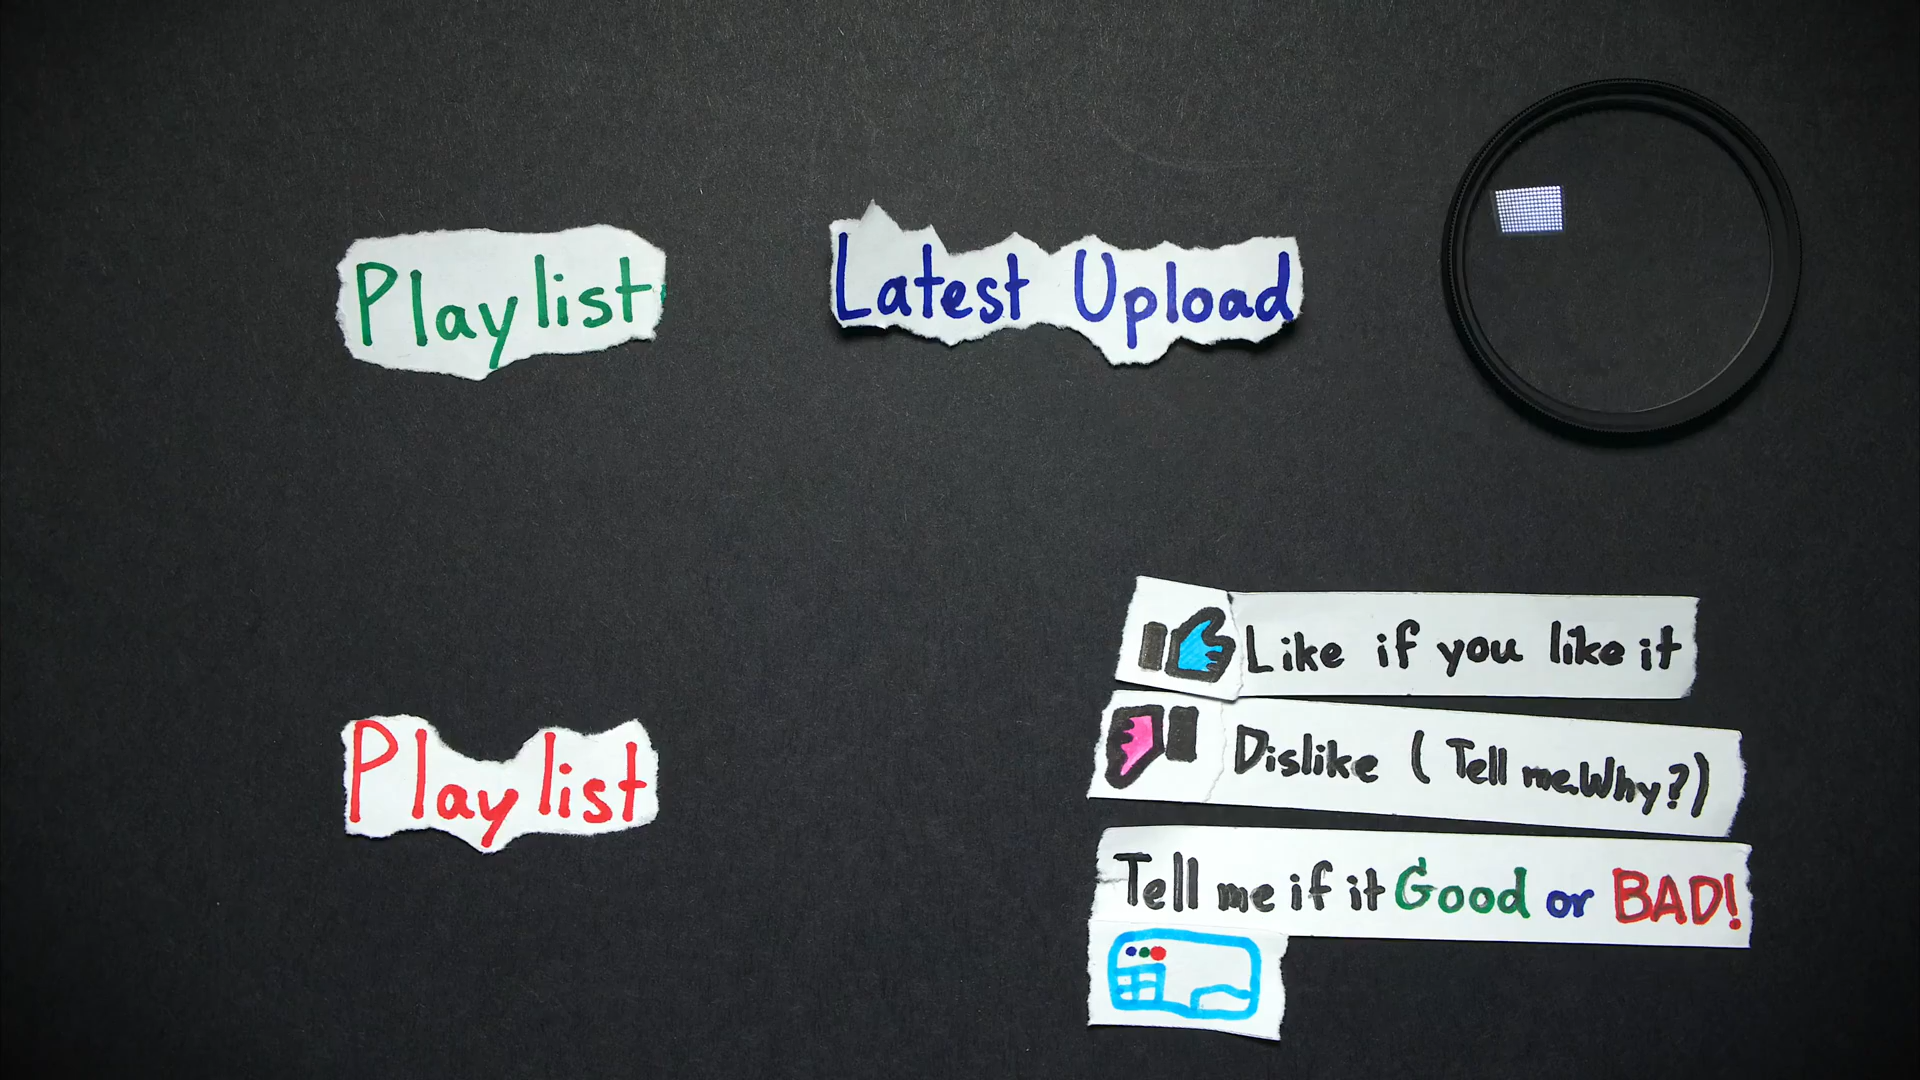 Playlist
Latest Upload
Playlist
Like if you like it
Dislike (Tell me.Why?)
Tell me if it Good or BAD!